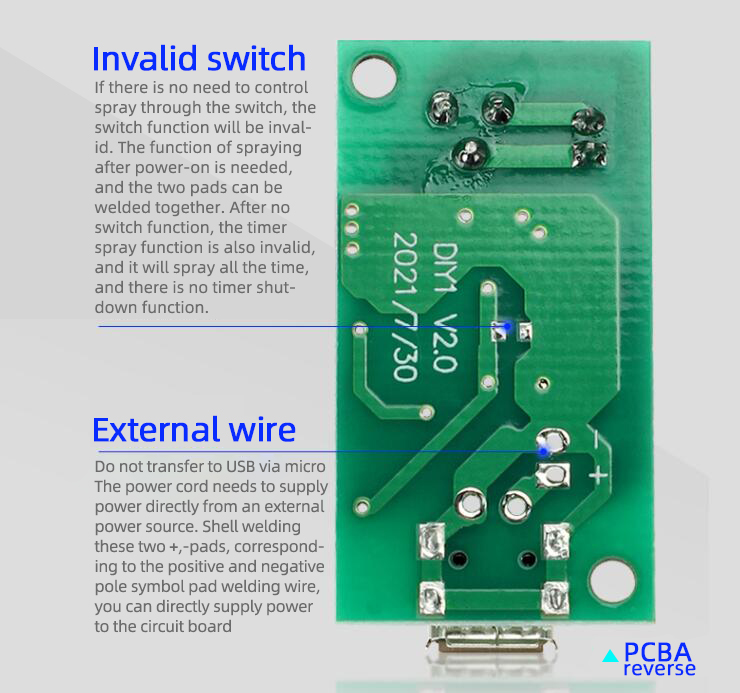 Invalid switch
If there is no need to control
spray through the switch, the
switch function will be inval-
id. The function of spraying
after power-on is needed,
and the two pads can be
welded together. After no
switch function, the timer
spray function is also invalid,
and it will spray all the time,
and there is no timer shut-
down function.
DIY1 V2.0
2021/7/30
External wire
Do not transfer to USB via micro
The power cord needs to supply
power directly from an external
power source. Shell welding
these two +,-pads, correspond-
ing to the positive and negative
pole symbol pad welding wire,
you can directly supply power
to the circuit board
-
+
PCBA
reverse